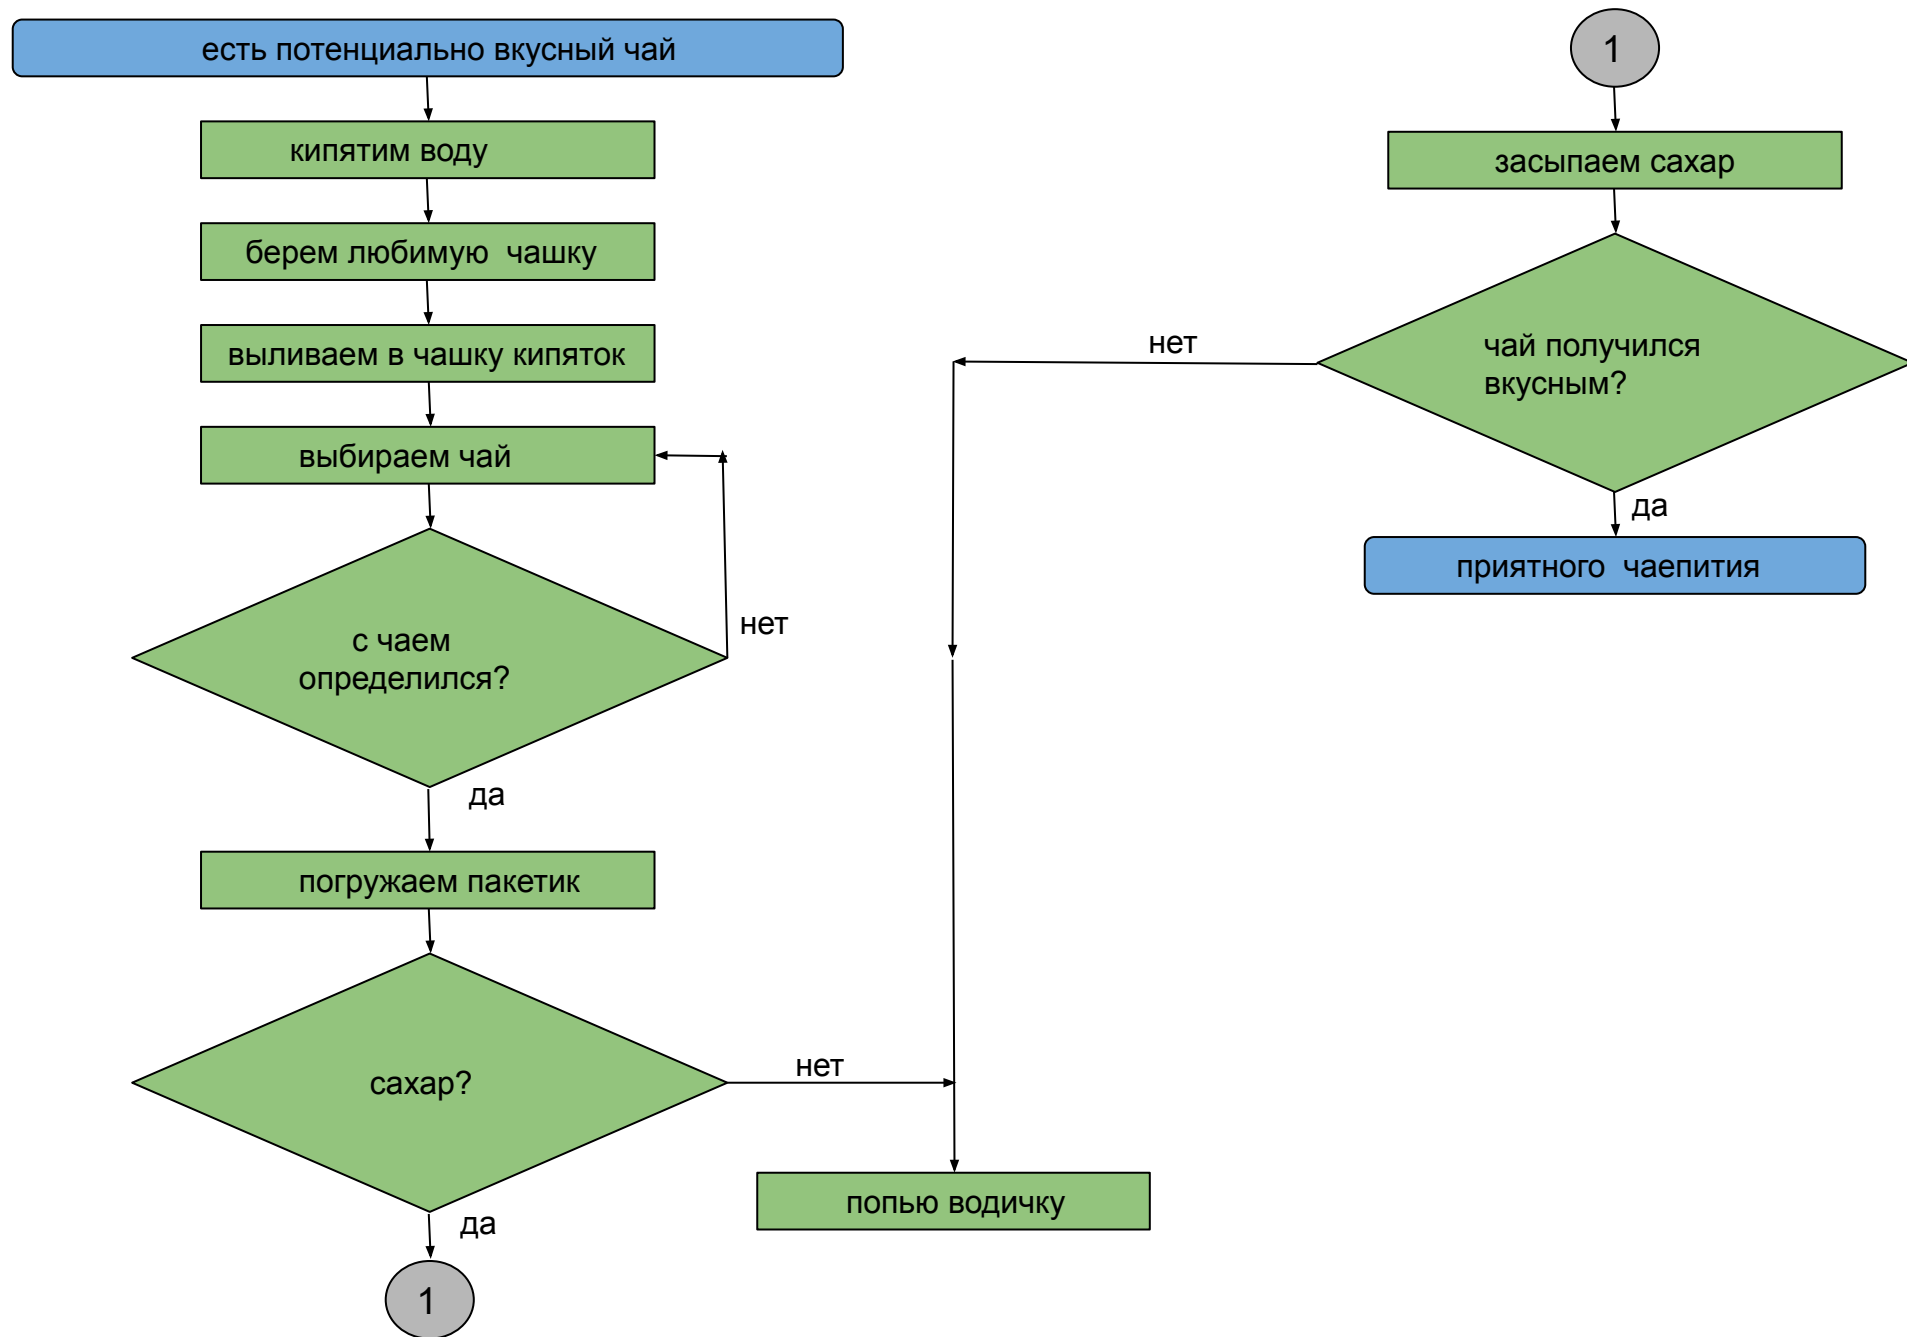 есть потенциально вкусный чай
кипятим воду
берем любимую чашку
выливаем в чашку кипяток
выбираем чай
с чаем
определился?
нет
да
погружаем пакетик
сахар?
нет
да
1
попью водичку
1
засыпаем сахар
чай получился
вкусным?
нет
да
приятного чаепития